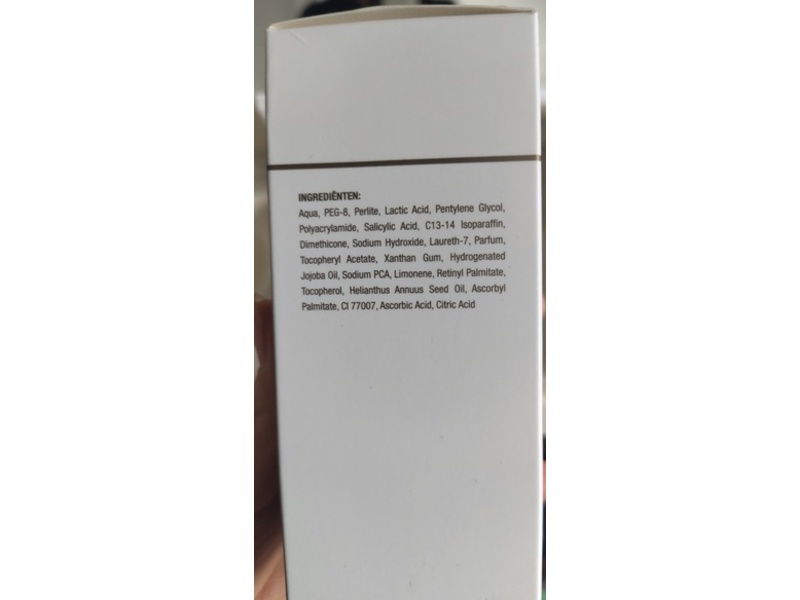 INGREDIËNTEN:
Aqua, PEG-8, Perlite, Lactic Acid, Pentylene Glycol,
Polyacrylamide, Salicylic Acid, C13-14 Isoparaffin,
Dimethicone, Sodium Hydroxide, Laureth-7, Parfum,
Tocopheryl Acetate, Xanthan Gum, Hydrogenated
Jojoba Oil, Sodium PCA, Limonene, Retinyl Palmitate,
Tocopherol, Helianthus Annuus Seed Oil, Ascorbyl
Palmitate, CI 77007, Ascorbic Acid, Citric Acid